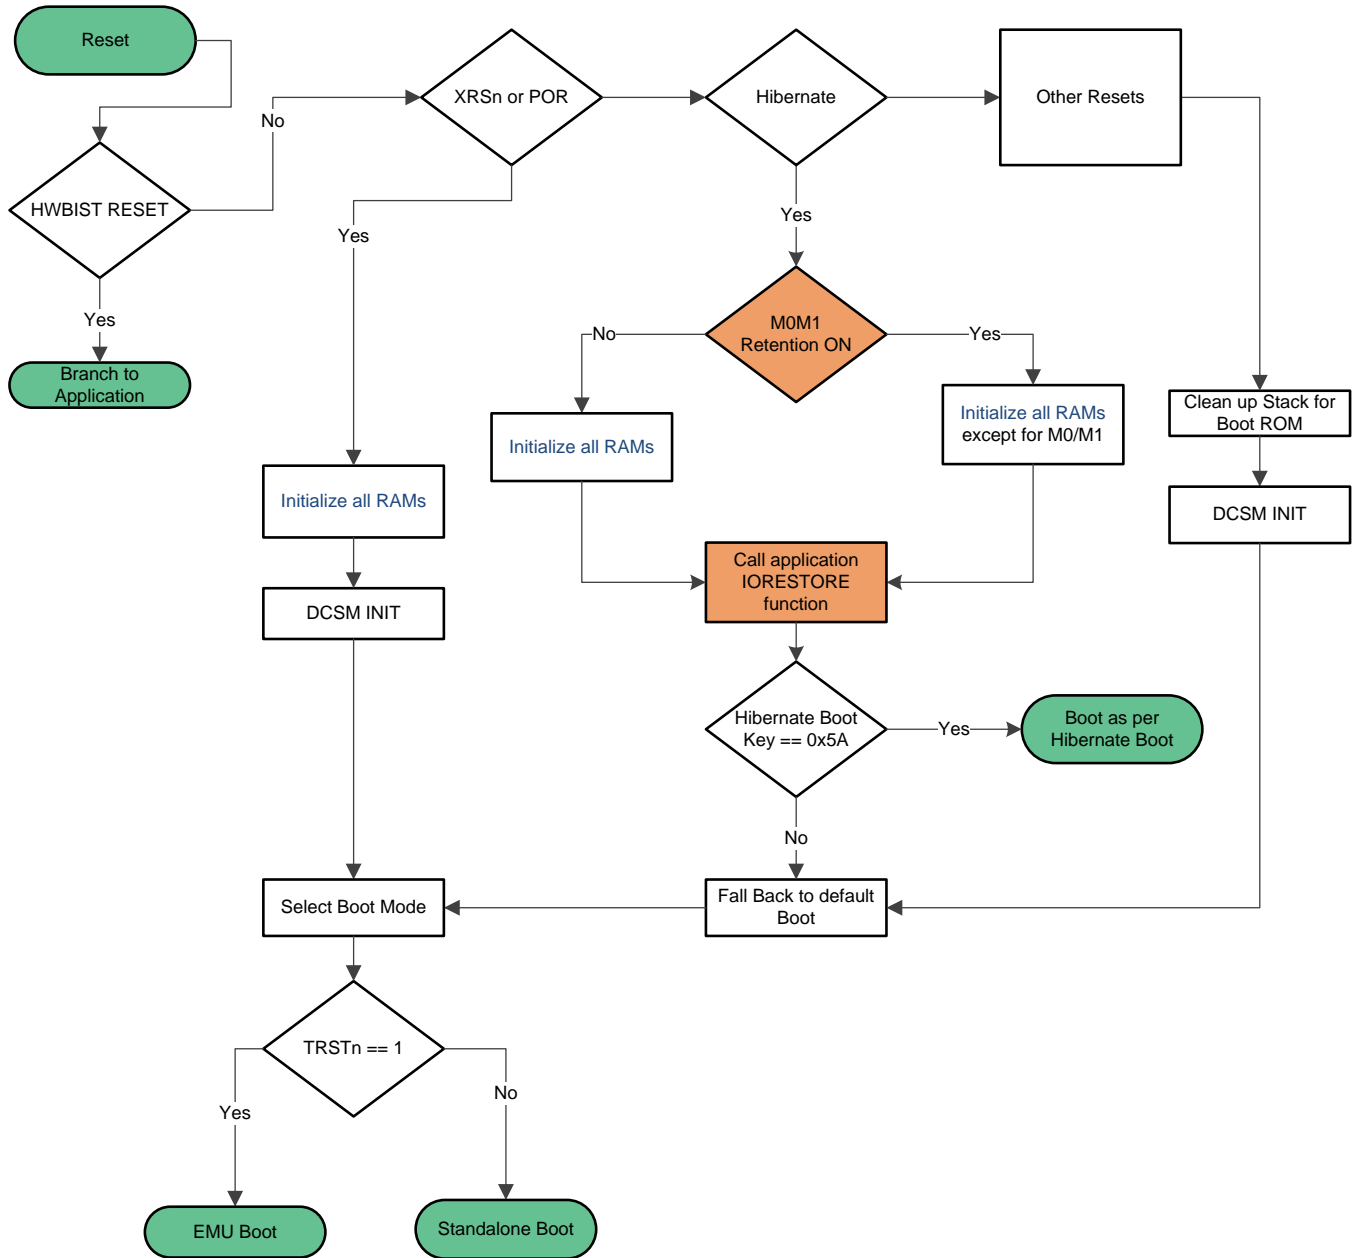 Reset
XRSn or POR
Hibernate
Other Resets
No
HWBIST RESET
Yes
Yes
Yes
Branch to
Application
M0M1
Retention ON
No
Yes
Initialize all RAMs
Initialize all RAMs
except for M0/M1
Clean up Stack for
Boot ROM
Initialize all RAMs
DCSM INIT
Call application
IORESTORE
function
DCSM INIT
Hibernate Boot
Key == 0x5A
Yes
Boot as per
Hibernate Boot
No
Select Boot Mode
Fall Back to default
Boot
TRSTn == 1
Yes
No
EMU Boot
Standalone Boot